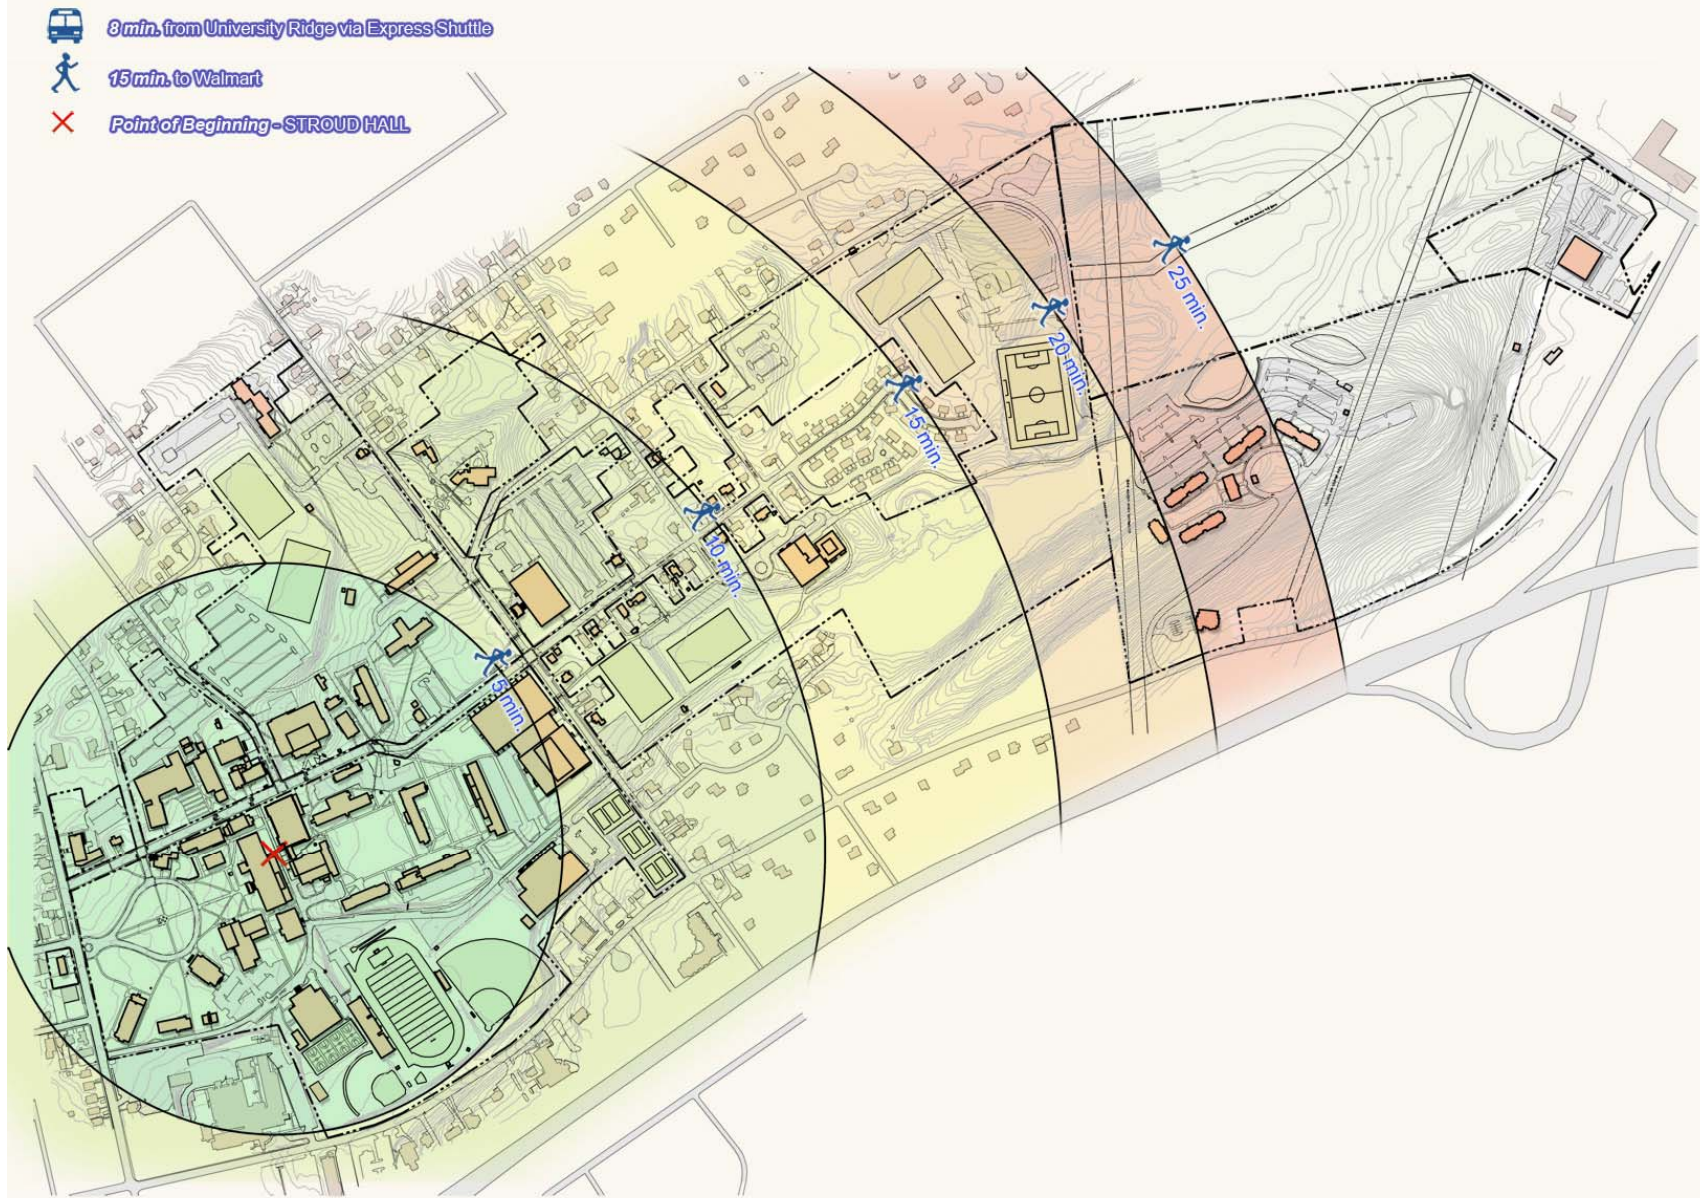 8 min. from University Ridge via Express Shuttle
15 min. to Walmart
Point of Beginning - STROUD HALL
25 min.
20 min.
15 min.
10 min.
5 min.